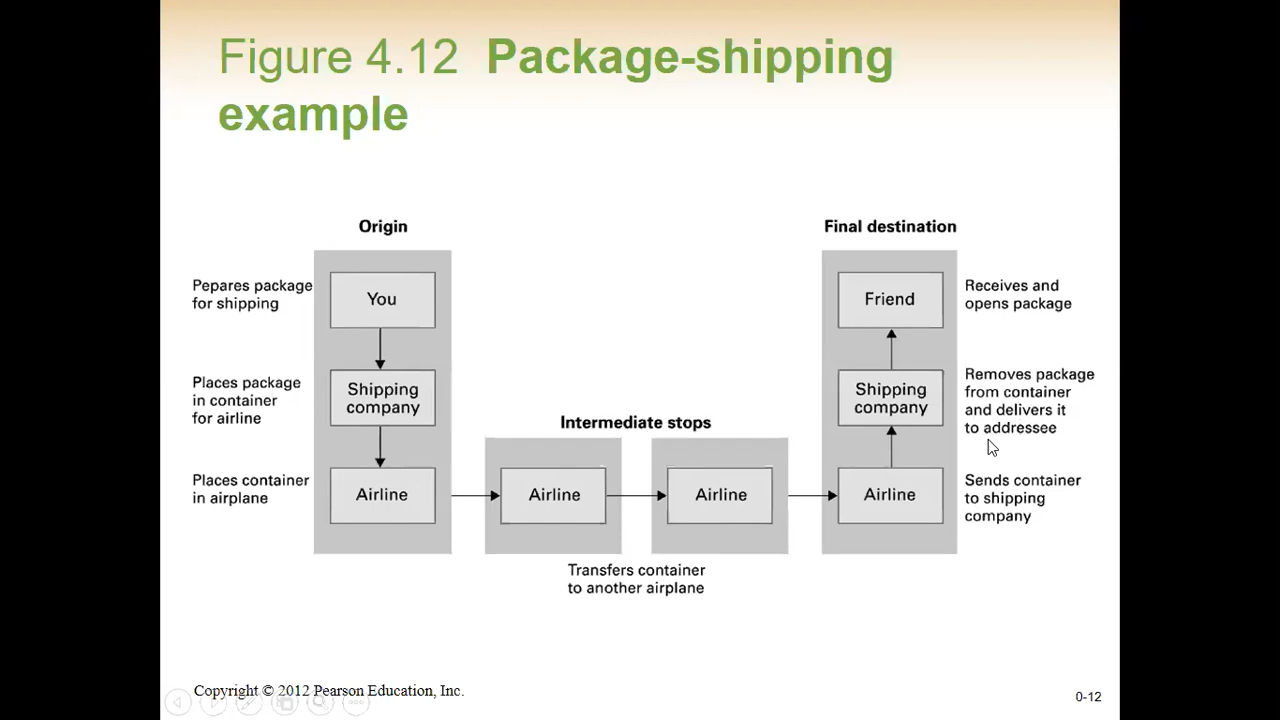 Figure 4.12 Package-shipping
example
Origin
Final destination
Pepares package
for shipping
You
Friend
Receives and
opens package
Places package
in container
for airline
Shipping
company
Shipping
company
Removes package
from container
and delivers it
to addressee
Intermediate stops
Places container
in airplane
Airline
Airline
Airline
Airline
Sends container
to shipping
company
Transfers container
to another airplane
Copyright © 2012 Pearson Education, Inc.
0-12